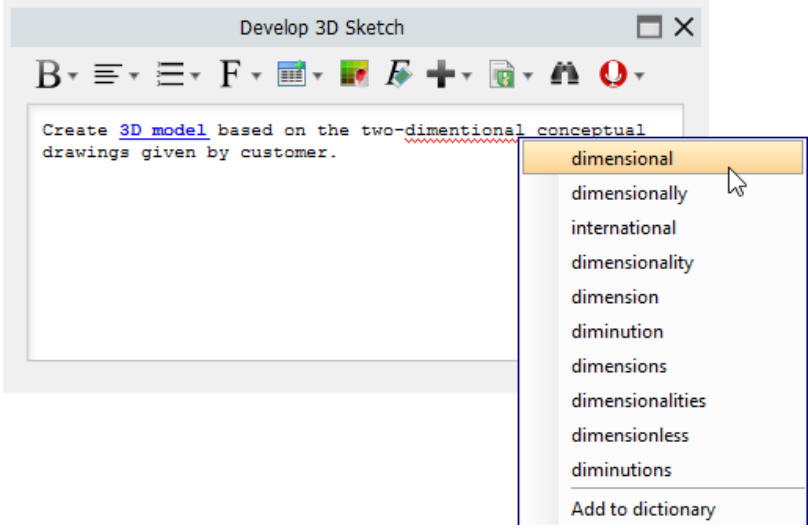 Develop 3D Sketch
B F F
Create 3D model based on the two-dimentional conceptual
drawings given by customer.
dimensional
dimensionally
international
dimensionality
dimension
diminution
dimensions
dimensionalities
dimensionless
diminutions
Add to dictionary